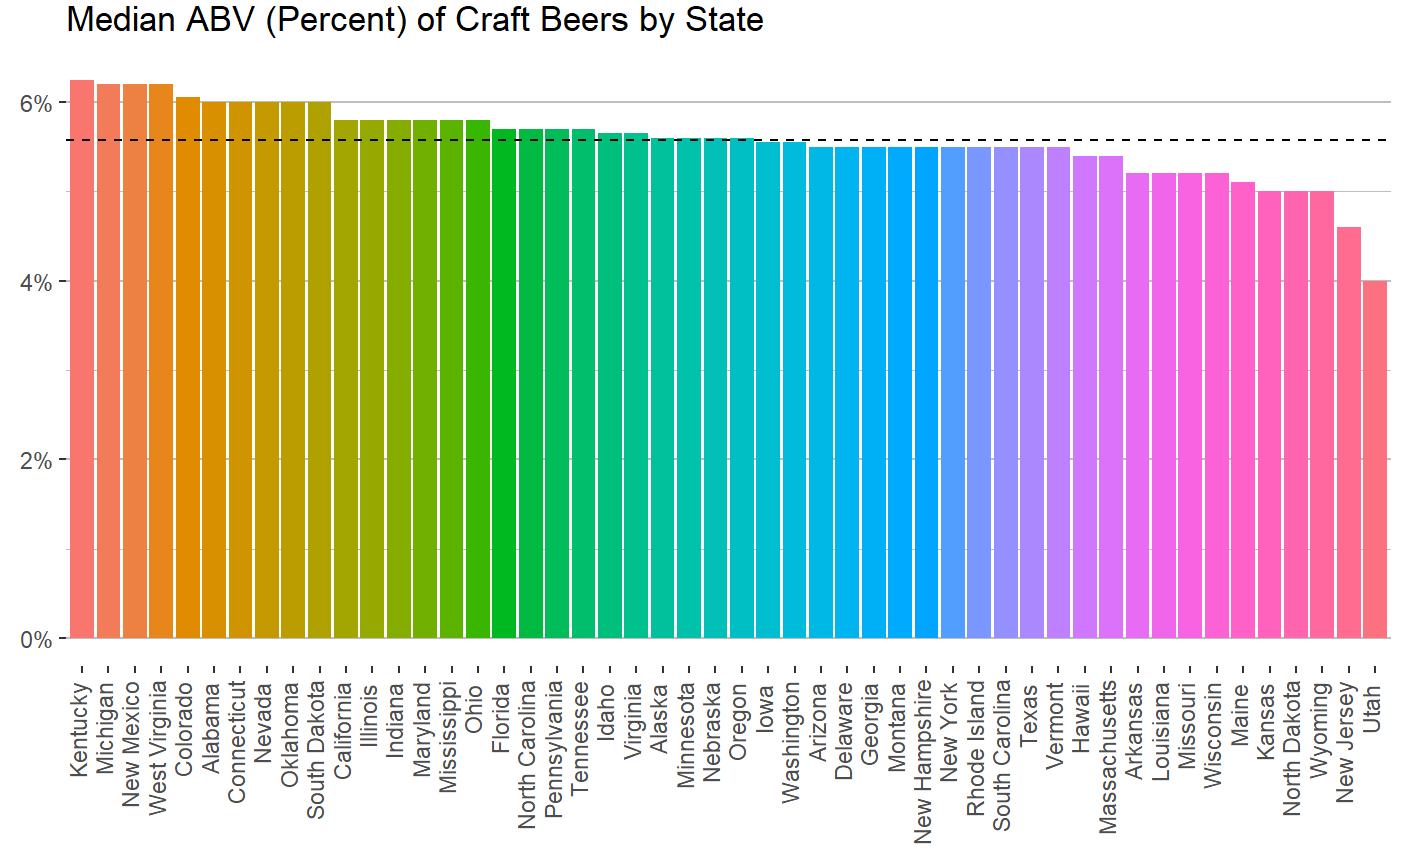 Median ABV (Percent) of Craft Beers by State
6%
4%
2%
0%
Kentucky
Michigan
New Mexico
West Virginia
Colorado
Alabama
Connecticut
Nevada
Oklahoma
South Dakota
California
Illinois
Indiana
Maryland
Mississippi
Ohio
Florida
North Carolina
Pennsylvania
Tennessee
Idaho
Virginia
Alaska
Minnesota
Nebraska
Oregon
Iowa
Washington
Arizona
Delaware
Georgia
Montana
New Hampshire
New York
Rhode Island
South Carolina
Texas
Vermont
Hawaii
Massachusetts
Arkansas
Louisiana
Missouri
Wisconsin
Maine
Kansas
North Dakota
Wyoming
New Jersey
Utah